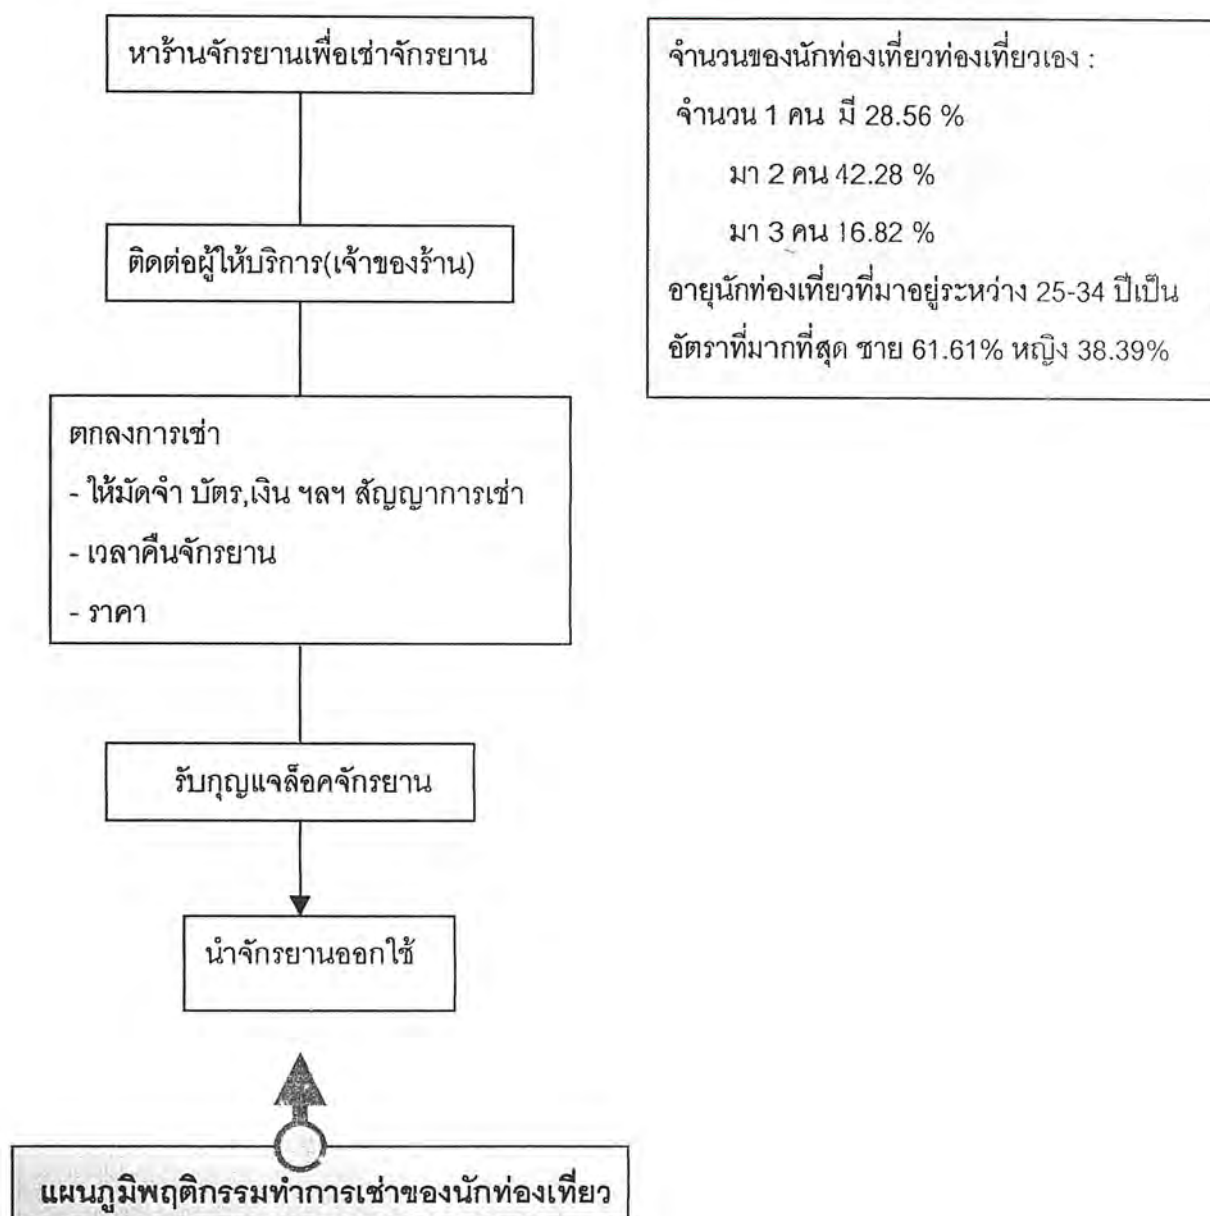 หาร้านจักรยานเพื่อเช่าจักรยาน
ติดต่อผู้ให้บริการ(เจ้าของร้าน)
ตกลงการเช่า
- ให้มัดจำ บัตร,เงิน ฯลฯ สัญญาการเช่า
- เวลาคืนจักรยาน
- ราคา
รับกุญแจล็อคจักรยาน
นำจักรยานออกใช้
แผนภูมิพฤติกรรมทำการเช่าของนักท่องเที่ยว
จำนวนของนักท่องเที่ยวท่องเที่ยวเอง :
จำนวน 1 คน มี 28.56 %
มา 2 คน 42.28 %
มา 3 คน 16.82 %
อายุนักท่องเที่ยวที่มาอยู่ระหว่าง 25-34 ปีเป็น
อัตราที่มากที่สุด ชาย 61.61% หญิง 38.39%